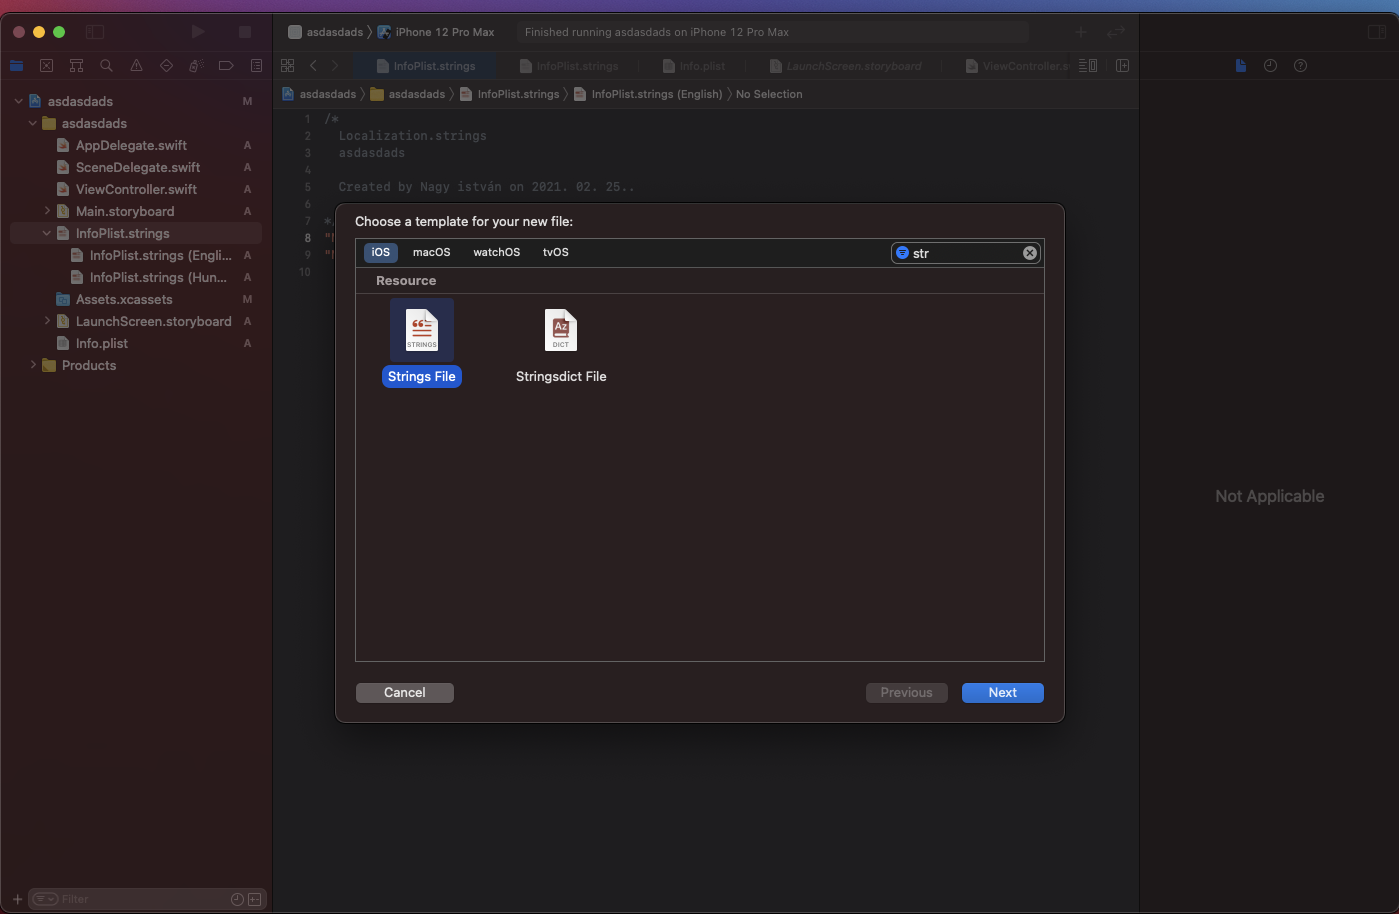 asdasdads
iPhone 12 Pro Max
Finished running asdasdads on iPhone 12 Pro Max
InfoPlist.strings
InfoPlist.strings
Info.plist
LaunchScreen.storyboard
ViewController.s
asdasdads
asdasdads
InfoPlist.strings
InfoPlist.strings (English)
No Selection
asdasdads M
asdasdads
AppDelegate.swift A
SceneDelegate.swift A
ViewController.swift A
Main.storyboard A
InfoPlist.strings
InfoPlist.strings (Engli...
InfoPlist.strings (Hun...
Assets.xcassets M
LaunchScreen.storyboard A
Info.plist A
Products
Filter
1 /*
2 Localization.strings
3 asdasdads
4
5 Created by Nagy istván on 2021. 02. 25..
6
7
8
9
10
Choose a template for your new file:
iOS
macOS
watchOS
tvOS
str
Resource
STRINGS
Strings File
Az
DICT
Stringsdict File
Cancel
Previous
Next
Not Applicable